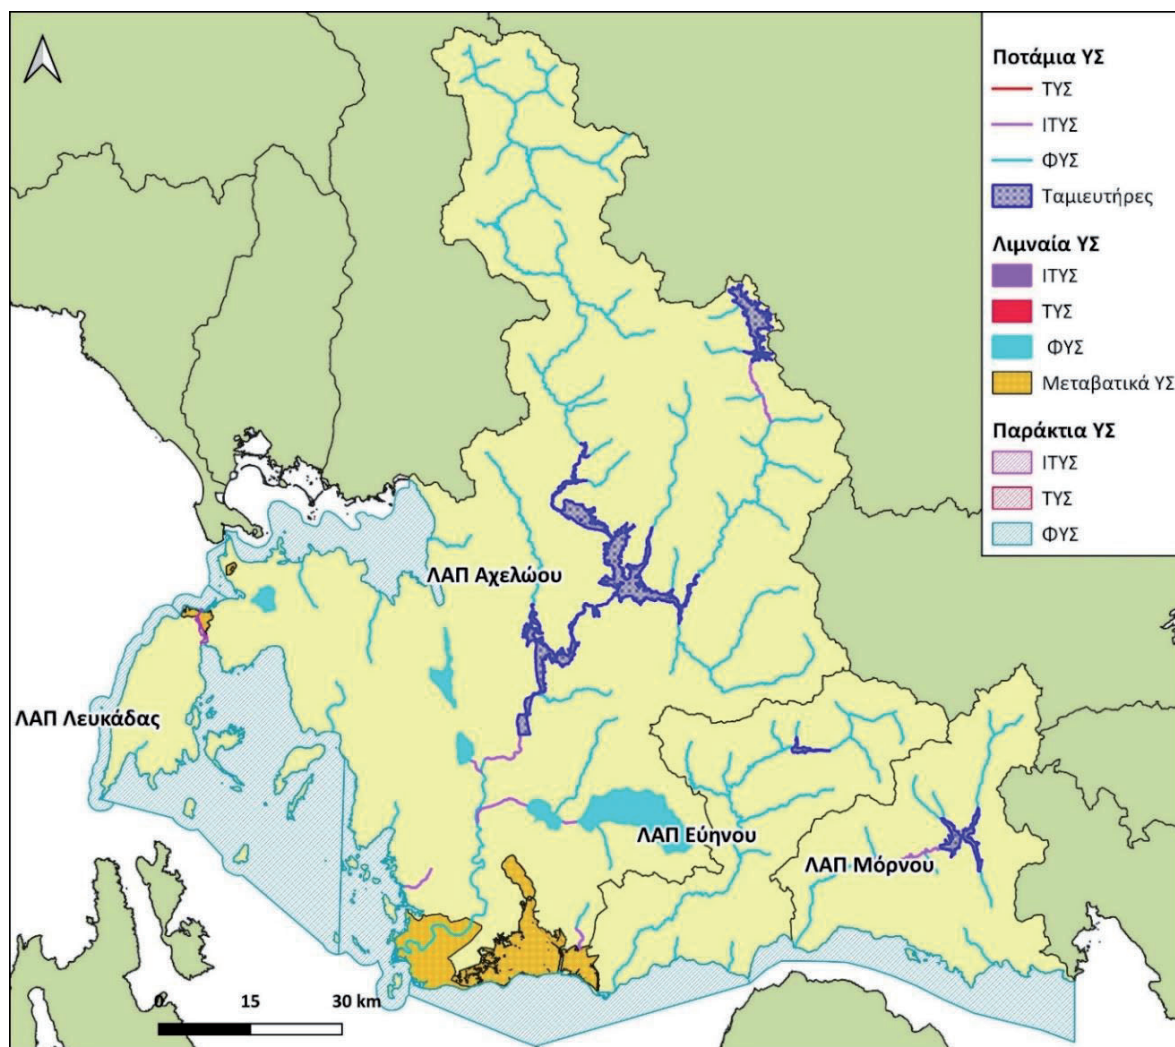 Ποτάμια ΥΣ
ΤΥΣ
ΙΤΥΣ
ΦΥΣ
Ταμιευτήρες
Λιμναία ΥΣ
ΙΤΥΣ
ΤΥΣ
ΦΥΣ
Μεταβατικά ΥΣ
Παράκτια ΥΣ
ΙΤΥΣ
ΤΥΣ
ΦΥΣ
ΛΑΠ Αχελώου
ΛΑΠ Λευκάδας
ΛΑΠ Εύηνου
ΛΑΠ Μόρνου
0 15 30 km